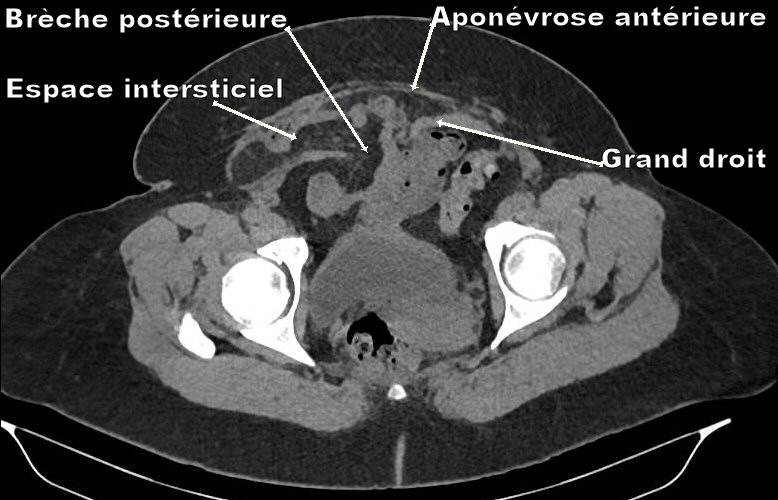 Brèche postérieure
Aponévrose antérieure
Espace intersticiel
Grand droit